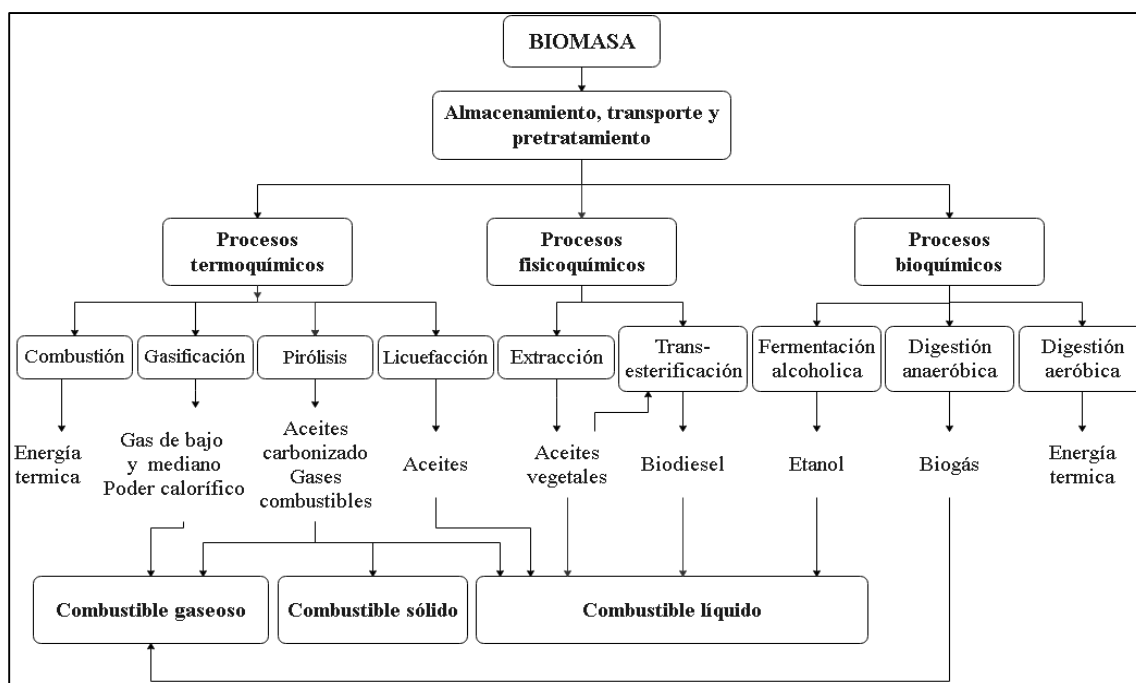 BIOMASA
Almacenamiento, transporte y
pretratamiento
Procesos
termoquímicos
Procesos
fisicoquímicos
Procesos
bioquímicos
Combustión
Gasificación
Pirólisis
Licuefacción
Extracción
Trans-
esterificación
Fermentación
alcoholica
Digestión
anaeróbica
Digestión
aeróbica
Energía
termica
Gas de bajo
y mediano
Poder calorífico
Aceites
carbonizado
Gases
combustibles
Aceites
Aceites
vegetales
Biodiesel
Etanol
Biogás
Energía
termica
Combustible gaseoso
Combustible sólido
Combustible líquido